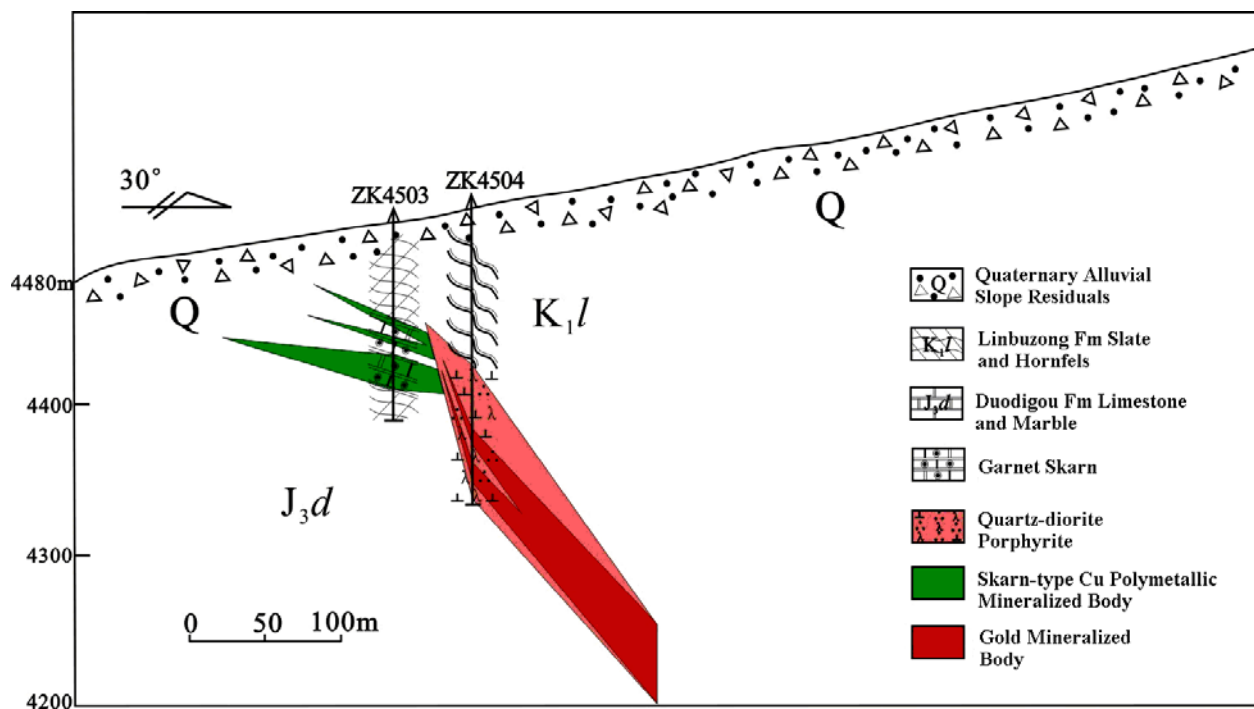 30°
ZK4503
ZK4504
Q
4480m
Q
K₁l
4400
J₃d
4300
0 50 100m
4200
Q Quaternary Alluvial
Slope Residuals
K₁l Linbuzong Fm Slate
and Hornfels
J₃d Duodigou Fm Limestone
and Marble
Garnet Skarn
Quartz-diorite
Porphyrite
Skarn-type Cu Polymetallic
Mineralized Body
Gold Mineralized
Body